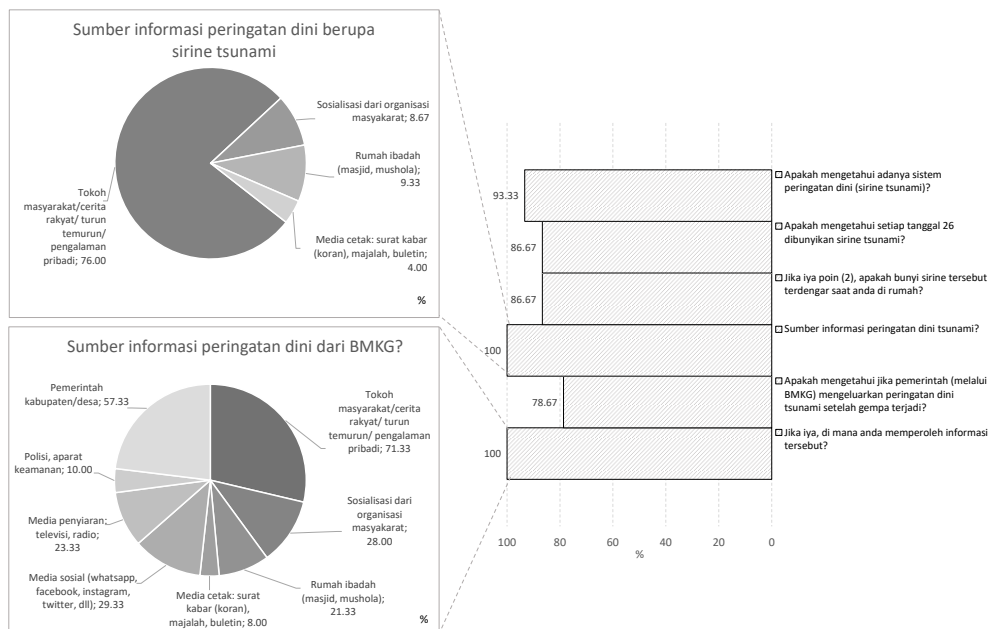 Sumber informasi peringatan dini berupa
sirine tsunami
Sosialisasi dari organisasi
masyakarat; 8.67
Rumah ibadah
(masjid, mushola);
9.33
Tokoh
masyarakat/cerita
rakyat/ turun
temurun/
pengalaman
pribadi; 76.00
Media cetak: surat kabar
(koran), majalah, buletin;
4.00
%
Sumber informasi peringatan dini dari BMKG?
Pemerintah
kabupaten/desa; 57.33
Tokoh
masyarakat/cerita
rakyat/ turun
temurun/ pengalaman
pribadi; 71.33
Polisi, aparat
keamanan; 10.00
Sosialisasi dari
organisasi
masyakarat;
28.00
Media penyiaran:
televisi, radio;
23.33
Media sosial (whatsapp,
facebook, instagram,
twitter, dll); 29.33
Media cetak: surat
kabar (koran),
majalah, buletin; 8.00
Rumah ibadah
(masjid, mushola);
21.33
%
93.33
86.67
86.67
100
78.67
100
100
80
60
40
20
0
%
Apakah mengetahui adanya sistem
peringatan dini (sirine tsunami)?
Apakah mengetahui setiap tanggal 26
dibunyikan sirine tsunami?
Jika iya poin (2), apakah bunyi sirine tersebut
terdengar saat anda di rumah?
Sumber informasi peringatan dini tsunami?
Apakah mengetahui jika pemerintah (melalui
BMKG) mengeluarkan peringatan dini
tsunami setelah gempa terjadi?
Jika iya, di mana anda memperoleh informasi
tersebut?